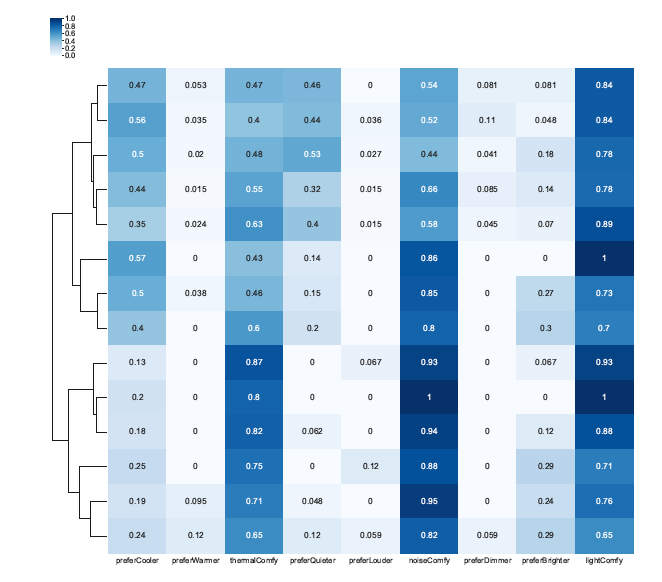 1.0
0.8
0.6
0.4
0.2
0.0
0.47 0.053 0.47 0.46 0 0.54 0.081 0.081 0.84
0.56 0.035 0.4 0.44 0.036 0.52 0.11 0.048 0.84
0.5 0.02 0.48 0.53 0.027 0.44 0.041 0.18 0.78
0.44 0.015 0.55 0.32 0.015 0.66 0.085 0.14 0.78
0.35 0.024 0.63 0.4 0.015 0.58 0.045 0.07 0.89
0.57 0 0.43 0.14 0 0.86 0 0 1
0.5 0.038 0.46 0.15 0 0.85 0 0.27 0.73
0.4 0 0.6 0.2 0 0.8 0 0.3 0.7
0.13 0 0.87 0 0.067 0.93 0 0.067 0.93
0.2 0 0.8 0 0 1 0 0 1
0.18 0 0.82 0.062 0 0.94 0 0.12 0.88
0.25 0 0.75 0 0.12 0.88 0 0.29 0.71
0.19 0.095 0.71 0.048 0 0.95 0 0.24 0.76
0.24 0.12 0.65 0.12 0.059 0.82 0.059 0.29 0.65
preferCooler preferWarmer thermalComfy preferQuieter preferLouder noiseComfy preferDimmer preferBrighter lightComfy